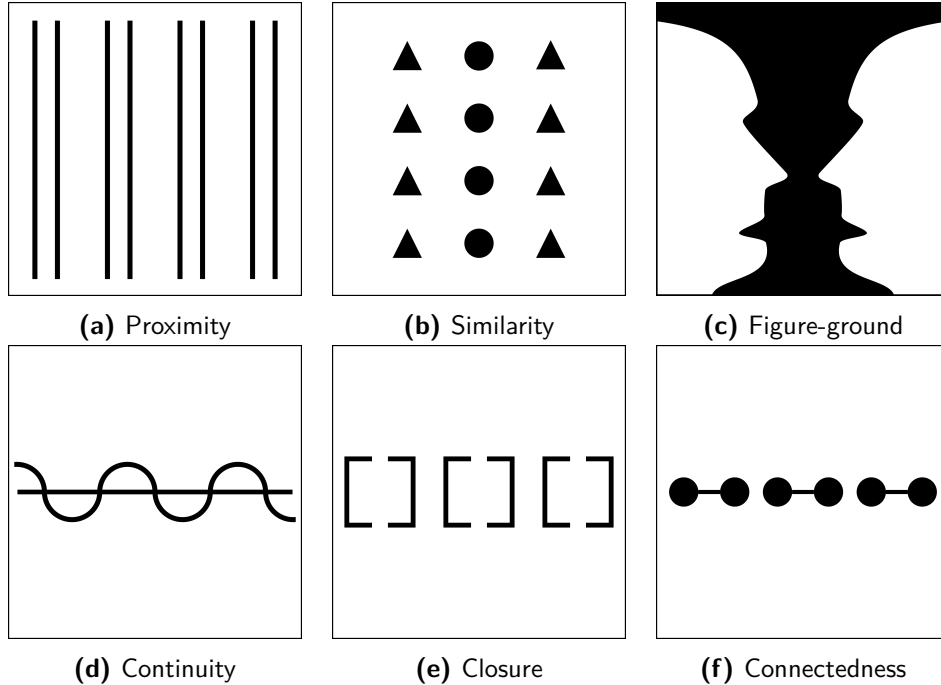 (a) Proximity
(b) Similarity
(c) Figure-ground
(d) Continuity
(e) Closure
(f) Connectedness